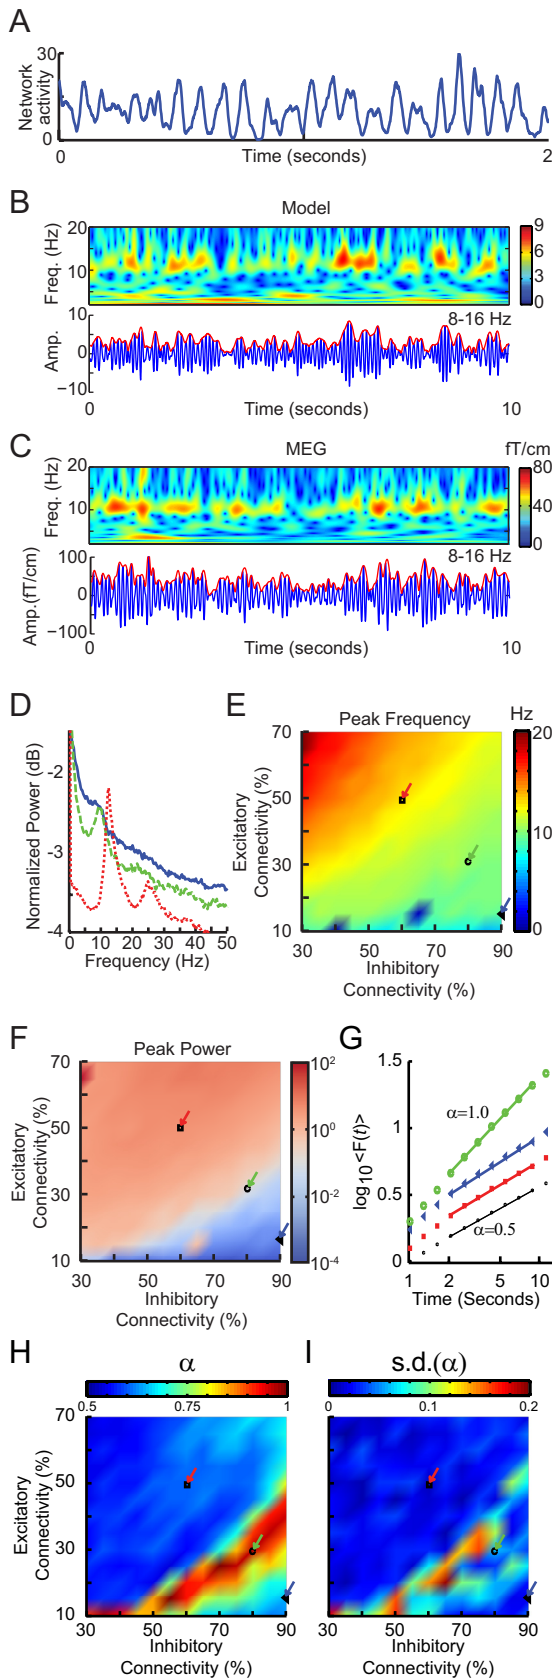 A
30
Network
activity
0
0
Time (seconds)
2
B
Model
20
10
Freq. (Hz)
9
6
3
0
8-16 Hz
10
0
−10
Amp.
0
Time (seconds)
10
C
MEG
fT/cm
20
10
Freq. (Hz)
80
40
0
8-16 Hz
100
0
−100
Amp.(fT/cm)
0
Time (seconds)
10
D
-2
-3
-4
Normalized Power (dB)
0 10 20 30 40 50
Frequency (Hz)
E
Peak Frequency
Hz
70
50
30
10
Excitatory
Connectivity (%)
30 50 70 90
Inhibitory
Connectivity (%)
20
10
0
F
Peak Power
70
50
30
10
Excitatory
Connectivity (%)
30 40 60 80 90
Inhibitory
Connectivity (%)
10^2
10^0
10^-2
10^-4
G
1.5
1
0.5
0
log10<F(t)>
α=1.0
α=0.5
1 2 5 10
Time (Seconds)
H
α
0.5 0.75 1
70
50
30
10
Excitatory
Connectivity (%)
30 50 70 90
Inhibitory
Connectivity (%)
I
s.d.(α)
0 0.1 0.2
30 50 70 90
Inhibitory
Connectivity (%)